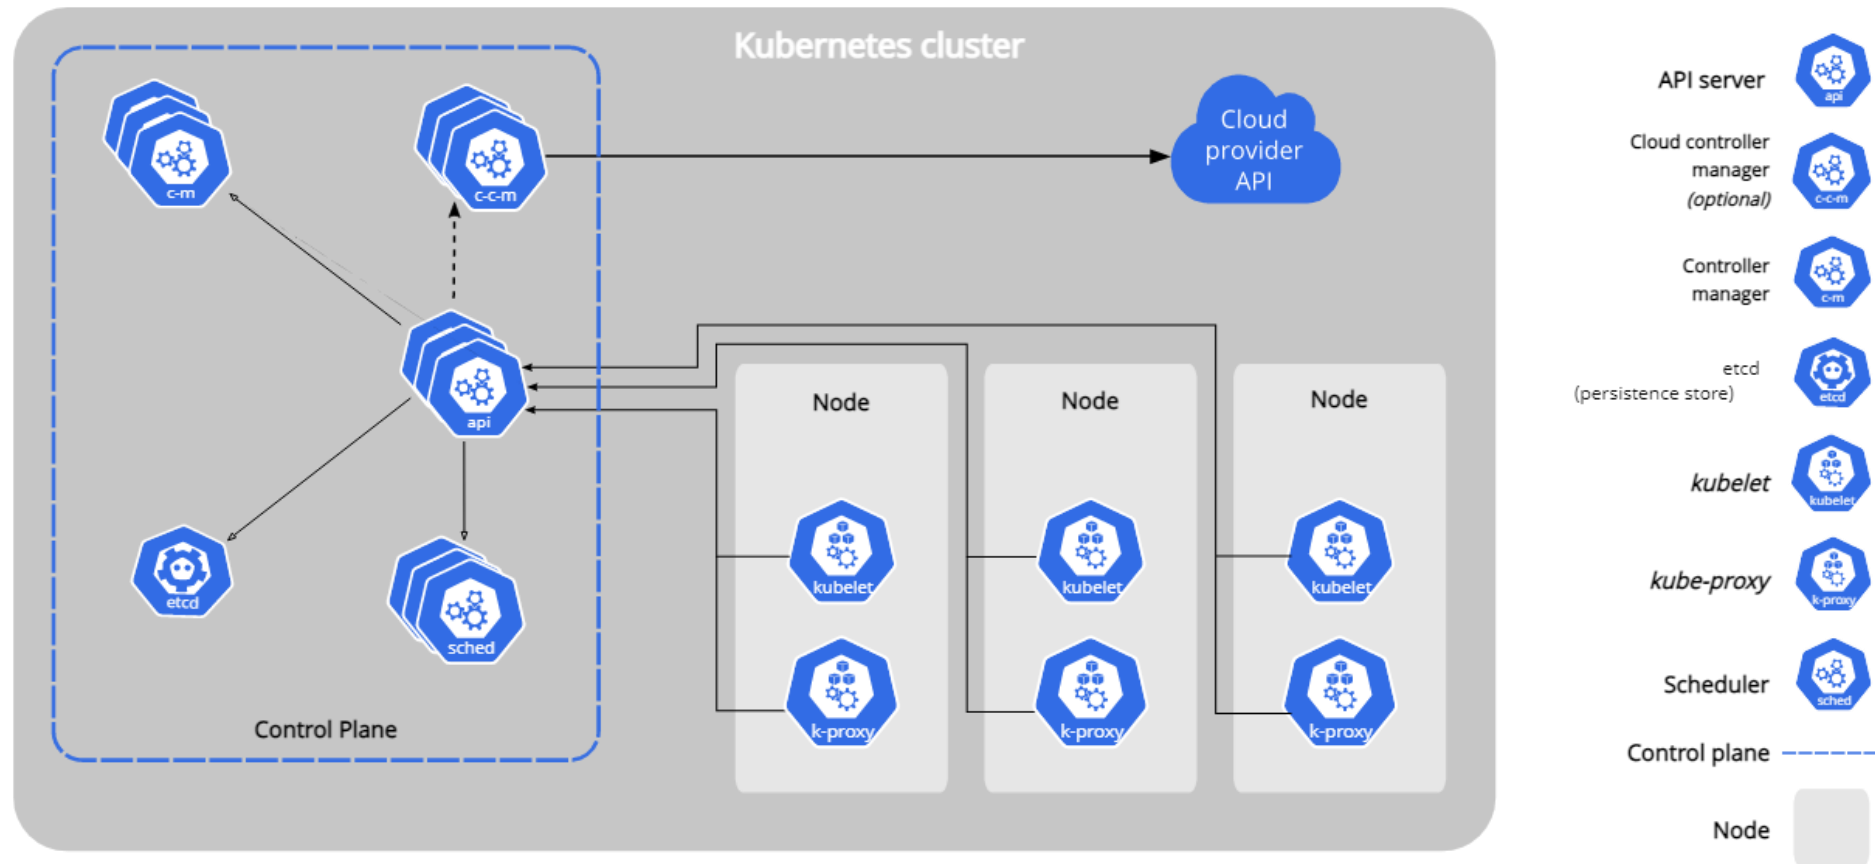 Kubernetes cluster
c-m
c-c-m
Cloud
provider
API
api
etcd
sched
Control Plane
Node
kubelet
k-proxy
Node
kubelet
k-proxy
Node
kubelet
k-proxy
API server
api
Cloud controller
manager
(optional)
c-c-m
Controller
manager
c-m
etcd
(persistence store)
etcd
kubelet
kubelet
kube-proxy
k-proxy
Scheduler
sched
Control plane
Node